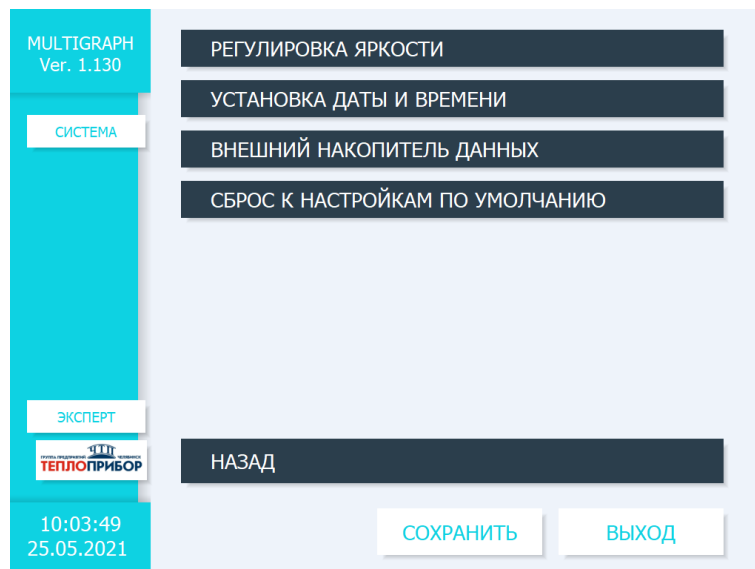 MULTIGRAPH
Ver. 1.130
СИСТЕМА
РЕГУЛИРОВКА ЯРКОСТИ
УСТАНОВКА ДАТЫ И ВРЕМЕНИ
ВНЕШНИЙ НАКОПИТЕЛЬ ДАННЫХ
СБРОС К НАСТРОЙКАМ ПО УМОЛЧАНИЮ
ЭКСПЕРТ
ТЕПЛОПРИБОР
НАЗАД
10:03:49
25.05.2021
СОХРАНИТЬ
ВЫХОД